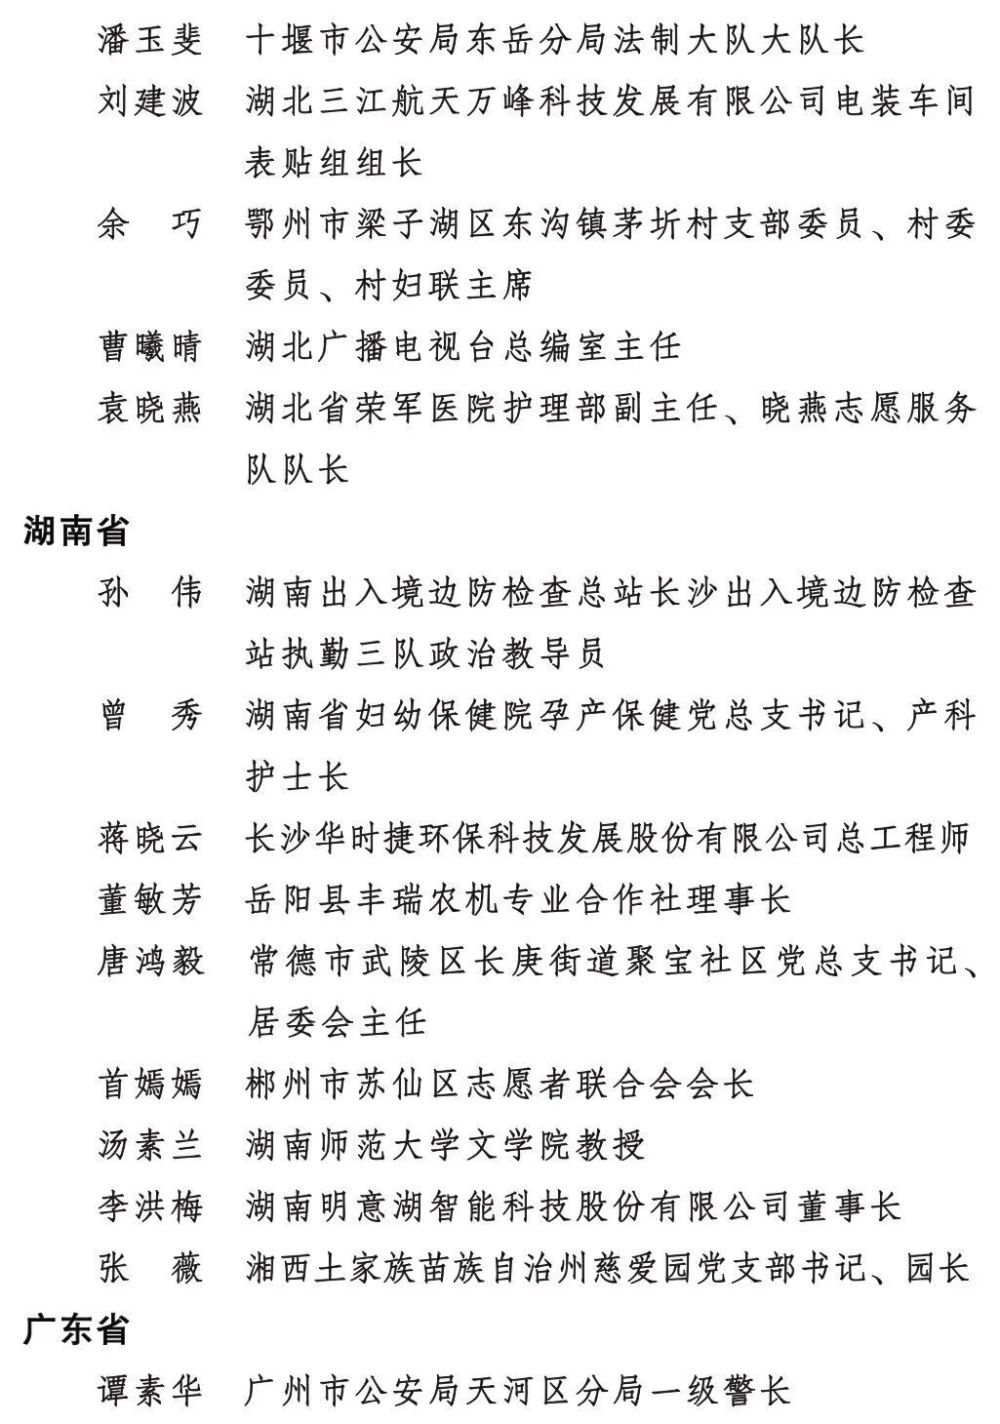 潘玉斐 十堰市公安局东岳分局法制大队大队长
刘建波 湖北三江航天万峰科技发展有限公司电装车间
表贴组组长
余 巧 鄂州市梁子湖区东沟镇茅圻村支部委员、村委
委员、村妇联主席
曹曦晴 湖北广播电视台总编室主任
袁晓燕 湖北省荣军医院护理部副主任、晓燕志愿服务
队队长
湖南省
孙 伟 湖南出入境边防检查总站长沙出入境边防检查
站执勤三队政治教导员
曾 秀 湖南省妇幼保健院孕产保健党总支书记、产科
护士长
蒋晓云 长沙华时捷环保科技发展股份有限公司总工程师
董敏芳 岳阳县丰瑞农机专业合作社理事长
唐鸿毅 常德市武陵区长庚街道聚宝社区党总支书记、
居委会主任
首嫣嫣 郴州市苏仙区志愿者联合会会长
汤素兰 湖南师范大学文学院教授
李洪梅 湖南明意湖智能科技股份有限公司董事长
张 薇 湘西土家族苗族自治州慈爱园党支部书记、园长
广东省
谭素华 广州市公安局天河区分局一级警长